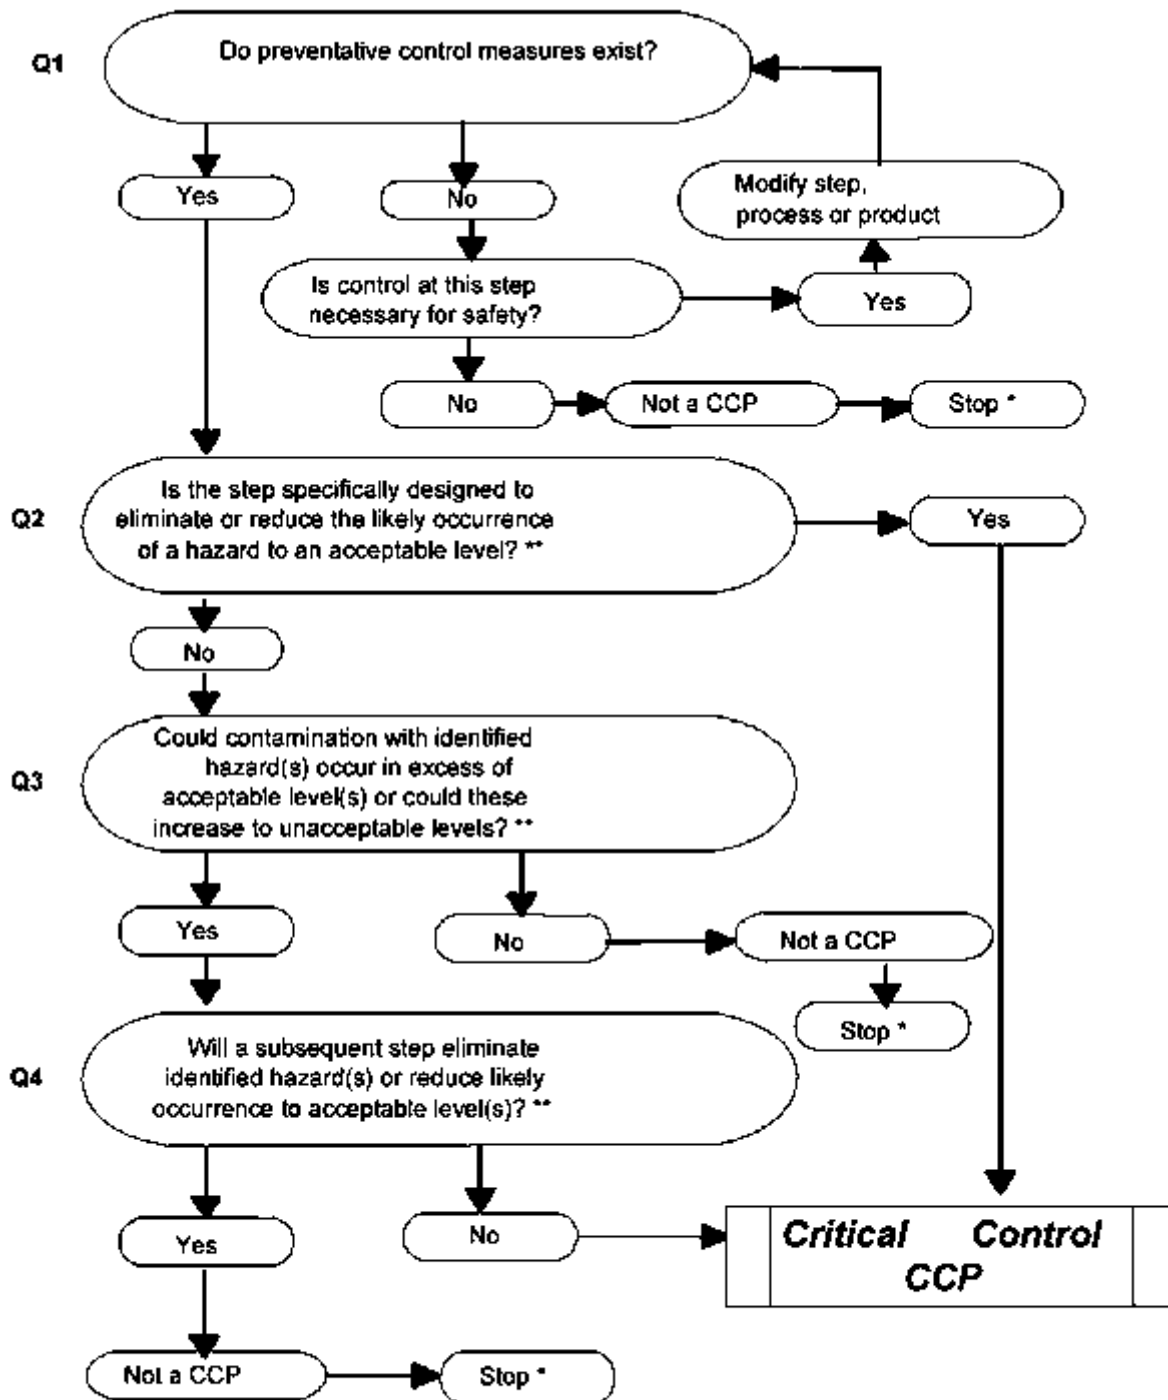 Q1
Do preventative control measures exist?
Yes
No
Modify step,
process or product
Is control at this step
necessary for safety?
Yes
No
Not a CCP
Stop *
Q2
Is the step specifically designed to
eliminate or reduce the likely occurrence
of a hazard to an acceptable level? **
Yes
No
Q3
Could contamination with identified
hazard(s) occur in excess of
acceptable level(s) or could these
increase to unacceptable levels? **
Yes
No
Not a CCP
Stop *
Q4
Will a subsequent step eliminate
identified hazard(s) or reduce likely
occurrence to acceptable level(s)? **
Yes
No
Critical Control
CCP
Not a CCP
Stop *